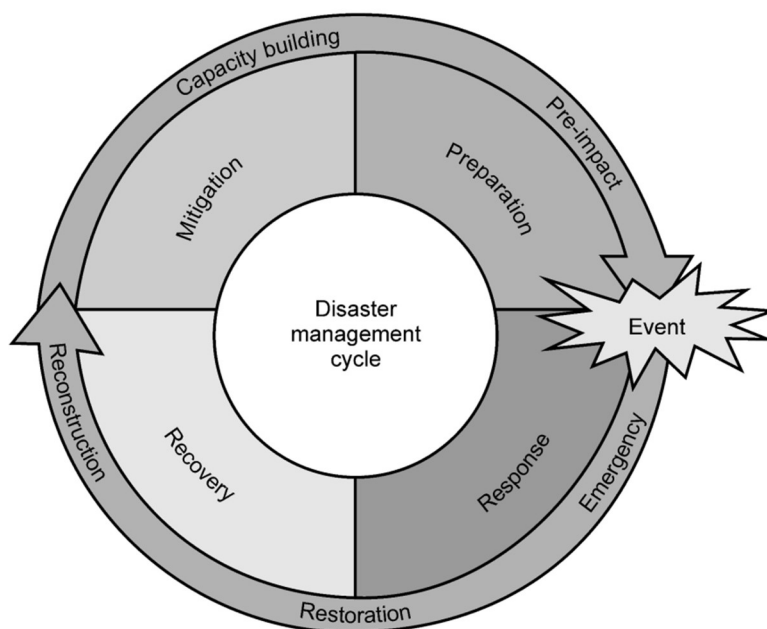 Capacity building
Pre-impact
Mitigation
Preparation
Disaster
management
cycle
Event
Reconstruction
Recovery
Response
Emergency
Restoration